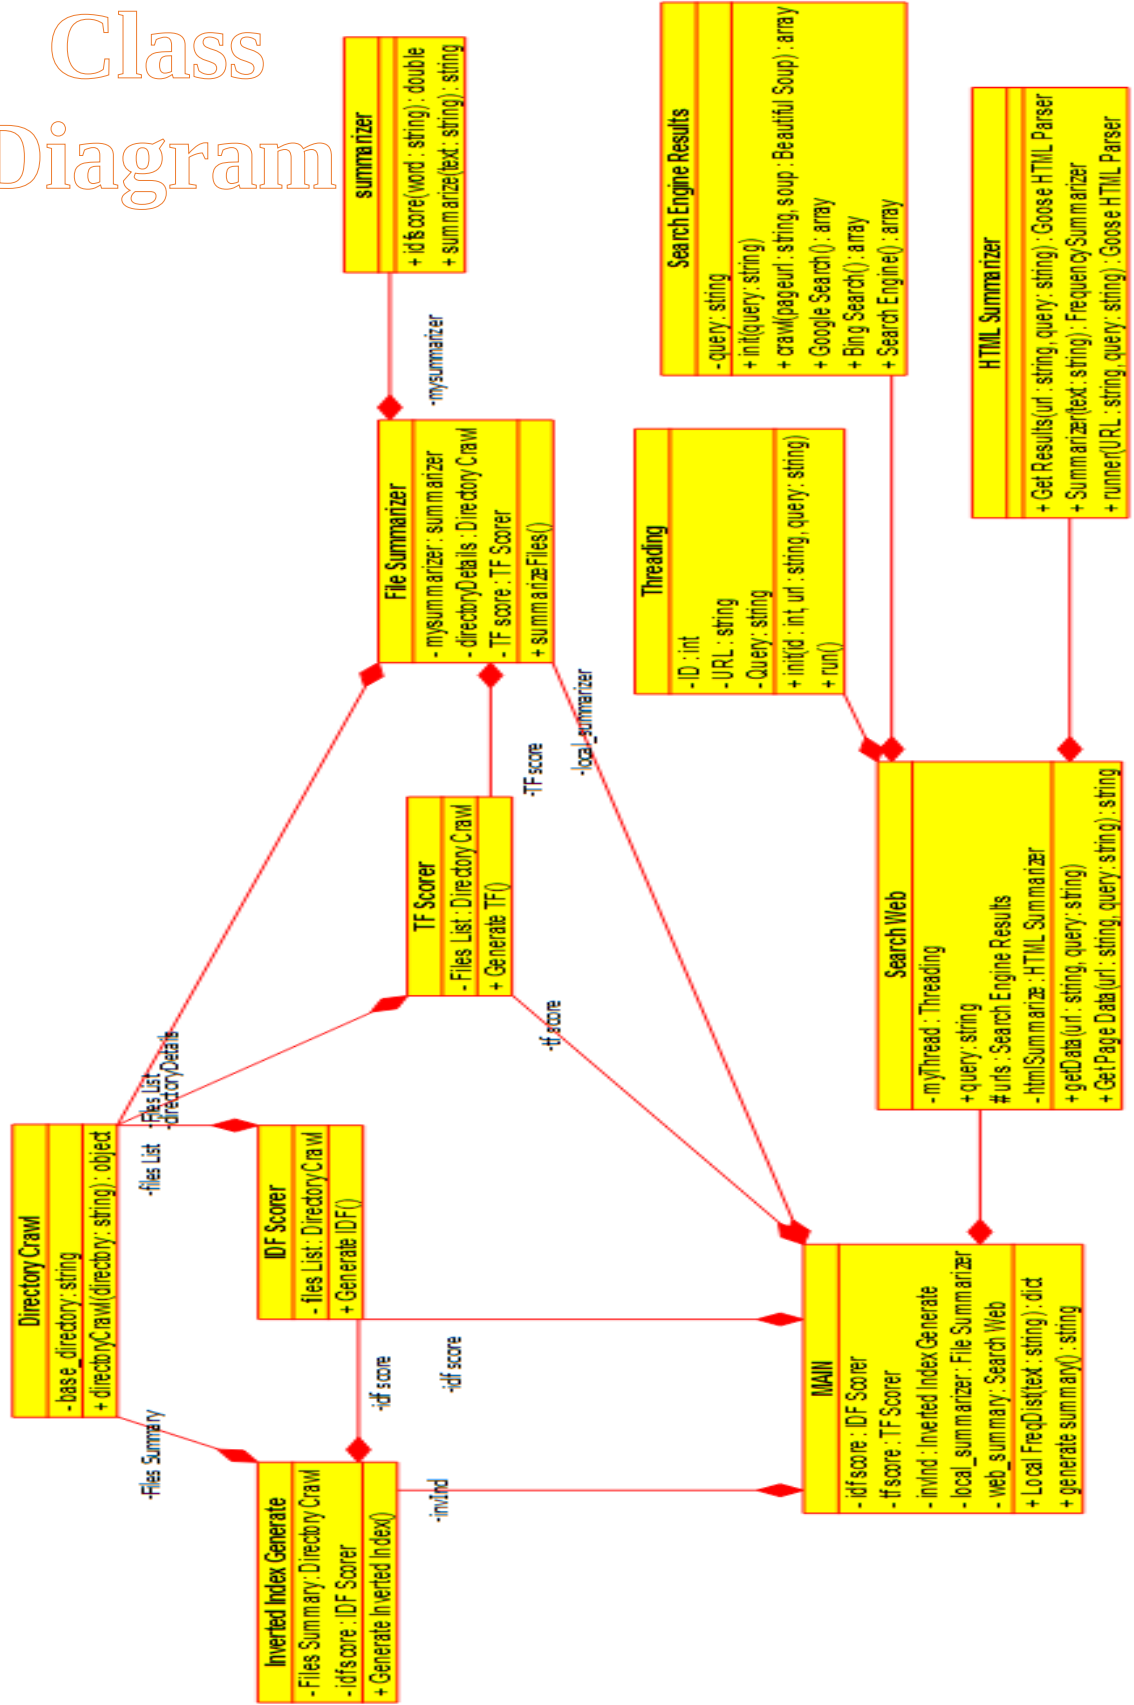 Class
Diagram
summarizer
+ idfscore(word : string) : double
+ summarize(text : string) : string
-mysummarizer
Search Engine Results
- query : string
+ init(query : string)
+ crawl(pageurl : string, soup : Beautiful Soup) : array
+ Google Search() : array
+ Bing Search() : array
+ Search Engine() : array
HTML Summarizer
+ Get Results(url : string, query : string) : Goose HTML Parser
+ Summarizer(text : string) : FrequencySummarizer
+ runner(URL : string, query : string) : Goose HTML Parser
File Summarizer
- mysummarizer : summarizer
- directoryDetails : Directory Crawl
- TF score : TF Scorer
+ summarizeFiles()
Threading
- ID : int
- URL : string
- Query : string
+ init(id : int, url : string, query : string)
+ run()
-local_summarizer
-TF score
TF Scorer
- Files List : Directory Crawl
+ Generate TF()
-tf score
Search Web
- myThread : Threading
+query : string
# urls : Search Engine Results
- htmlSummarize : HTML Summarizer
+ getData(url : string, query : string)
+ Get Page Data(url : string, query : string) : string
-Files List
-directoryDetails
-files List
Directory Crawl
- base_directory : string
+ directoryCrawl(directory : string) : object
IDF Scorer
- files List : Directory Crawl
+ Generate IDF()
-idf score
-idf score
-Files Summary
Inverted Index Generate
- Files Summary : Directory Crawl
- idfscore : IDF Scorer
+ Generate Inverted Index()
-invInd
MAIN
- idf score : IDF Scorer
- tf score : TF Scorer
- invInd : Inverted Index Generate
- local_summarizer : File Summarizer
- web_summary : Search Web
+ Local FreqDist(text : string) : dict
+ generate summary() : string